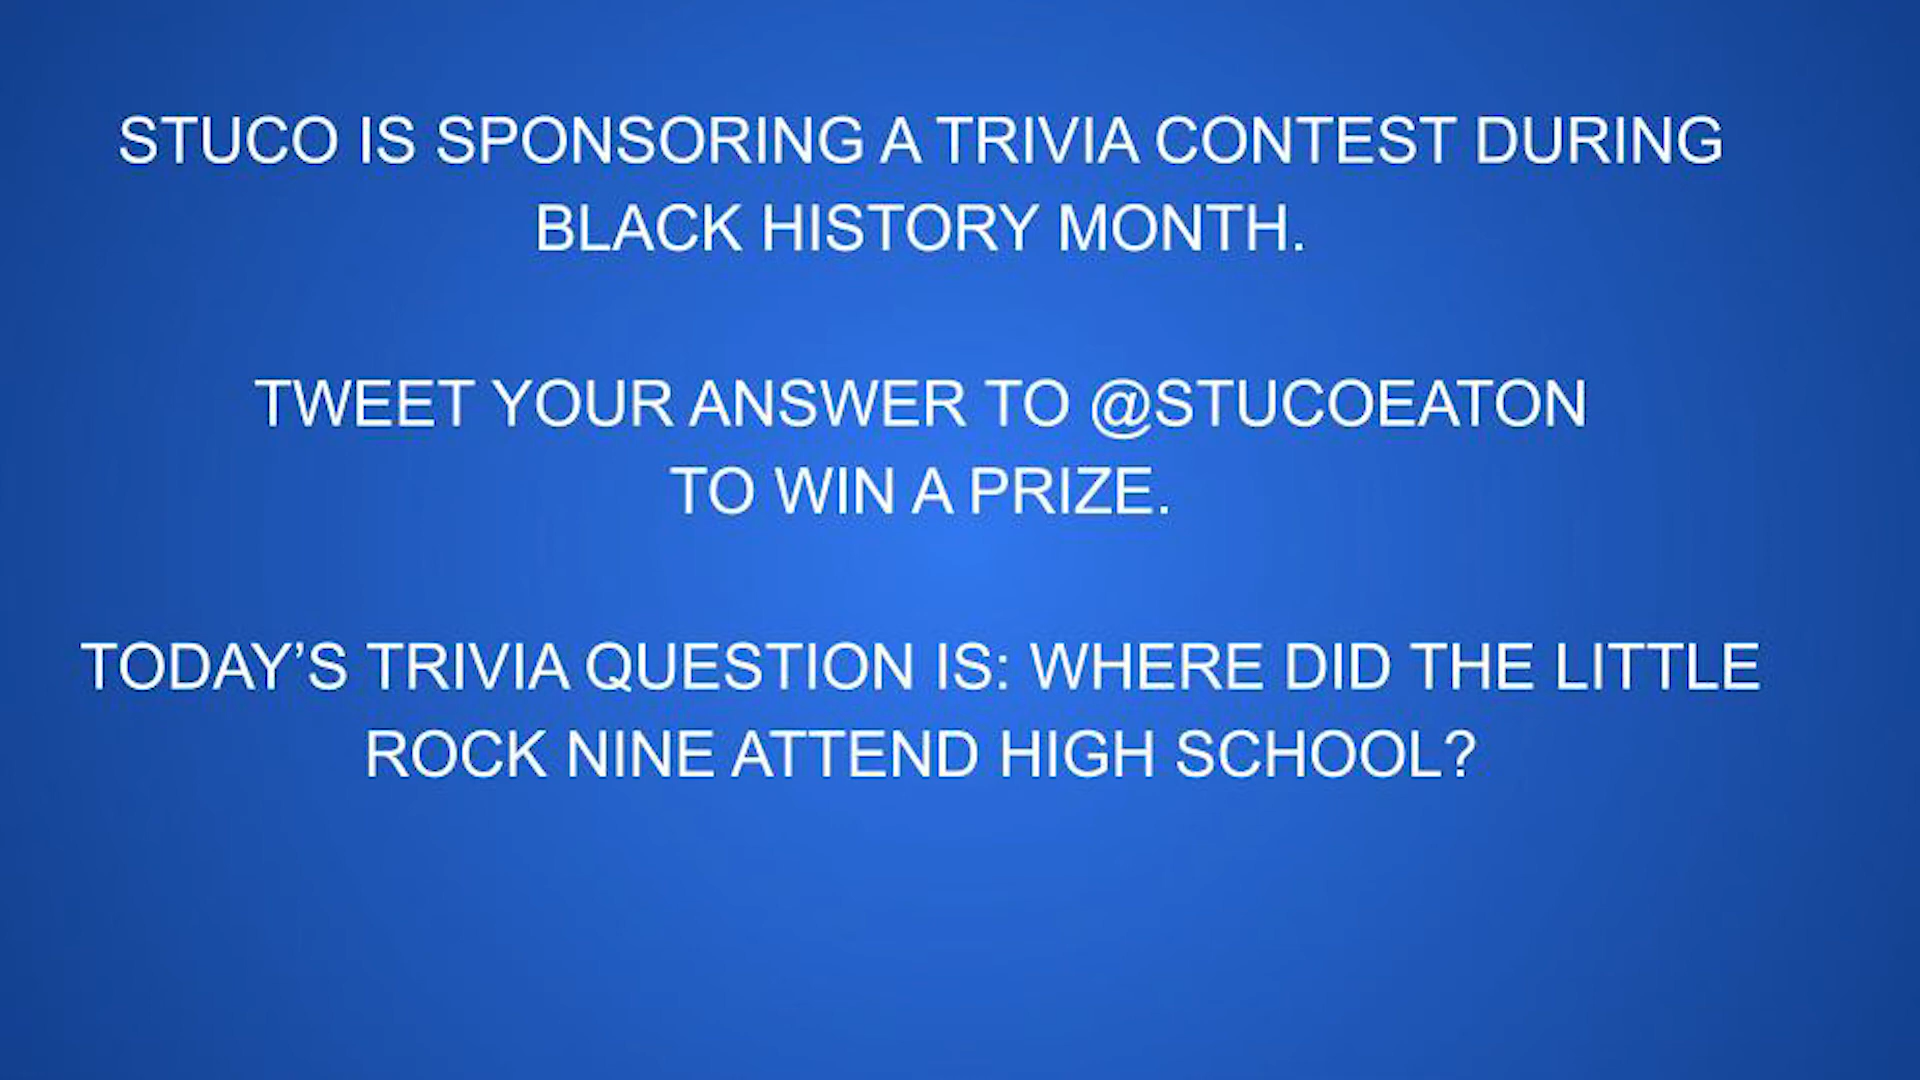 STUCO IS SPONSORING A TRIVIA CONTEST DURING
BLACK HISTORY MONTH.
TWEET YOUR ANSWER TO @STUCOEATON
TO WIN A PRIZE.
TODAY’S TRIVIA QUESTION IS: WHERE DID THE LITTLE
ROCK NINE ATTEND HIGH SCHOOL?